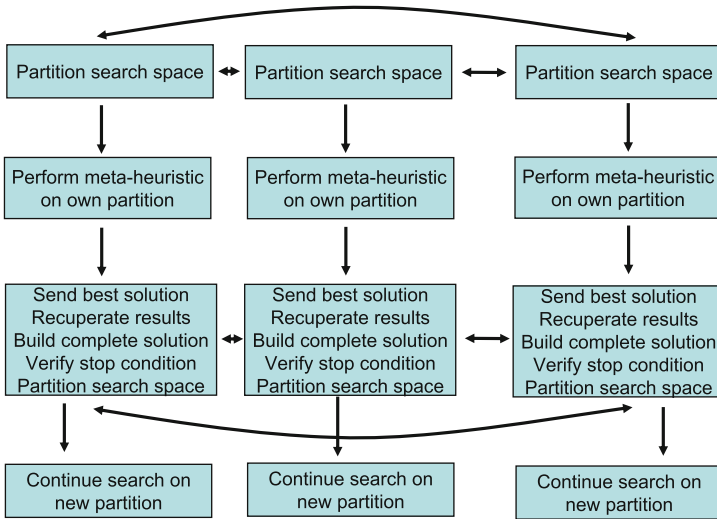 Partition search space
Partition search space
Partition search space
Perform meta-heuristic
on own partition
Perform meta-heuristic
on own partition
Perform meta-heuristic
on own partition
Send best solution
Recuperate results
Build complete solution
Verify stop condition
Partition search space
Send best solution
Recuperate results
Build complete solution
Verify stop condition
Partition search space
Send best solution
Recuperate results
Build complete solution
Verify stop condition
Partition search space
Continue search on
new partition
Continue search on
new partition
Continue search on
new partition